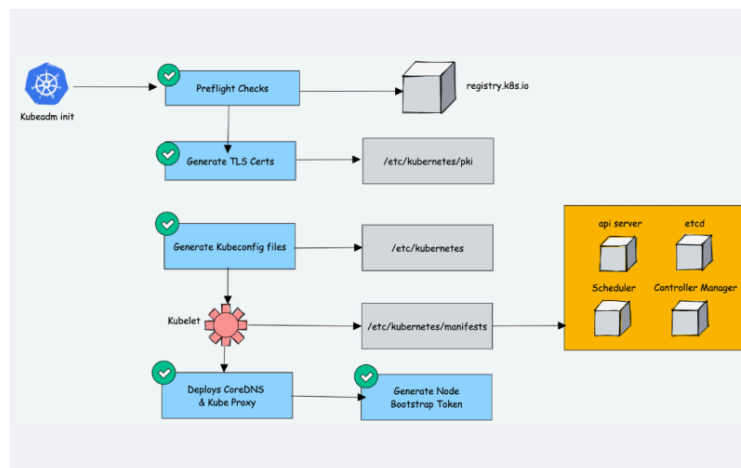 Kubeadm init
Preflight Checks
registry.k8s.io
Generate TLS Certs
/etc/kubernetes/pki
Generate Kubeconfig files
/etc/kubernetes
api server
etcd
Scheduler
Controller Manager
Kubelet
/etc/kubernetes/manifests
Deploys CoreDNS
& Kube Proxy
Generate Node
Bootstrap Token